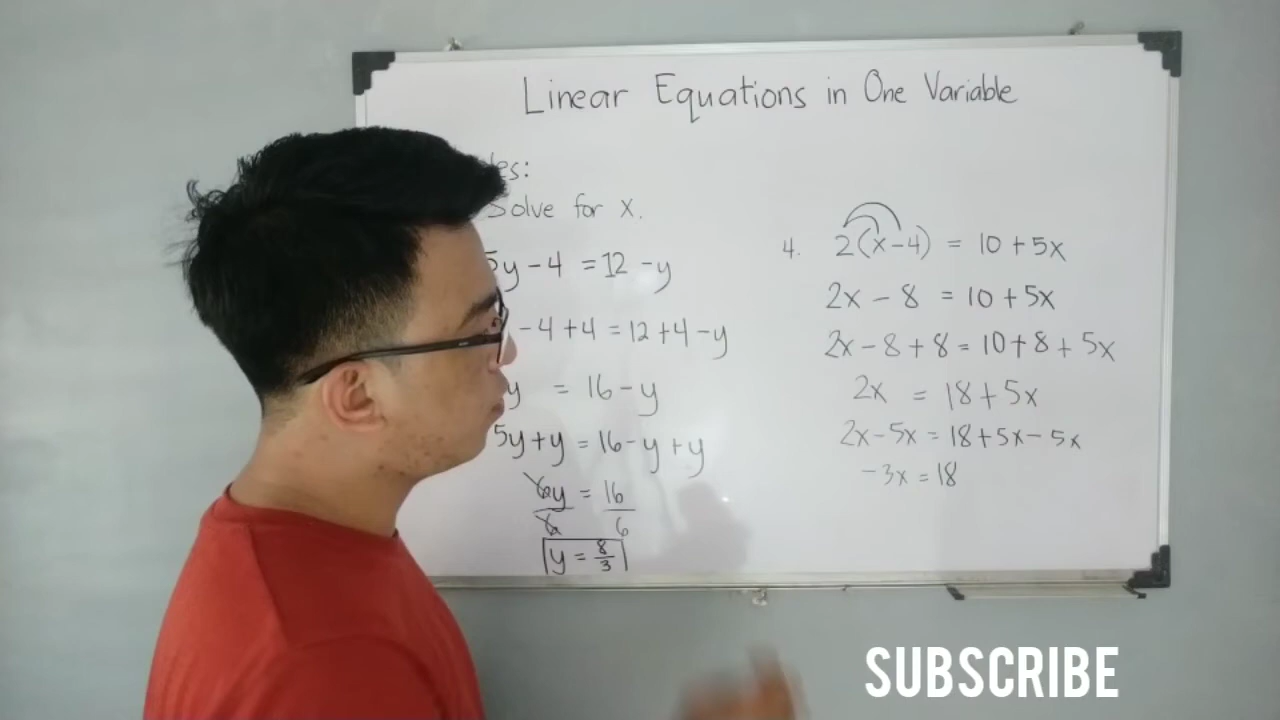 Linear Equations in One Variable
Solve for x.
5y - 4 = 12 - y
- 4 + 4 = 12 + 4 - y
y = 16 - y
5y + y = 16 - y + y
6y = 16
6 6
y = 8/3
4. 2(x - 4) = 10 + 5x
2x - 8 = 10 + 5x
2x - 8 + 8 = 10 + 8 + 5x
2x = 18 + 5x
2x - 5x = 18 + 5x - 5x
-3x = 18
SUBSCRIBE